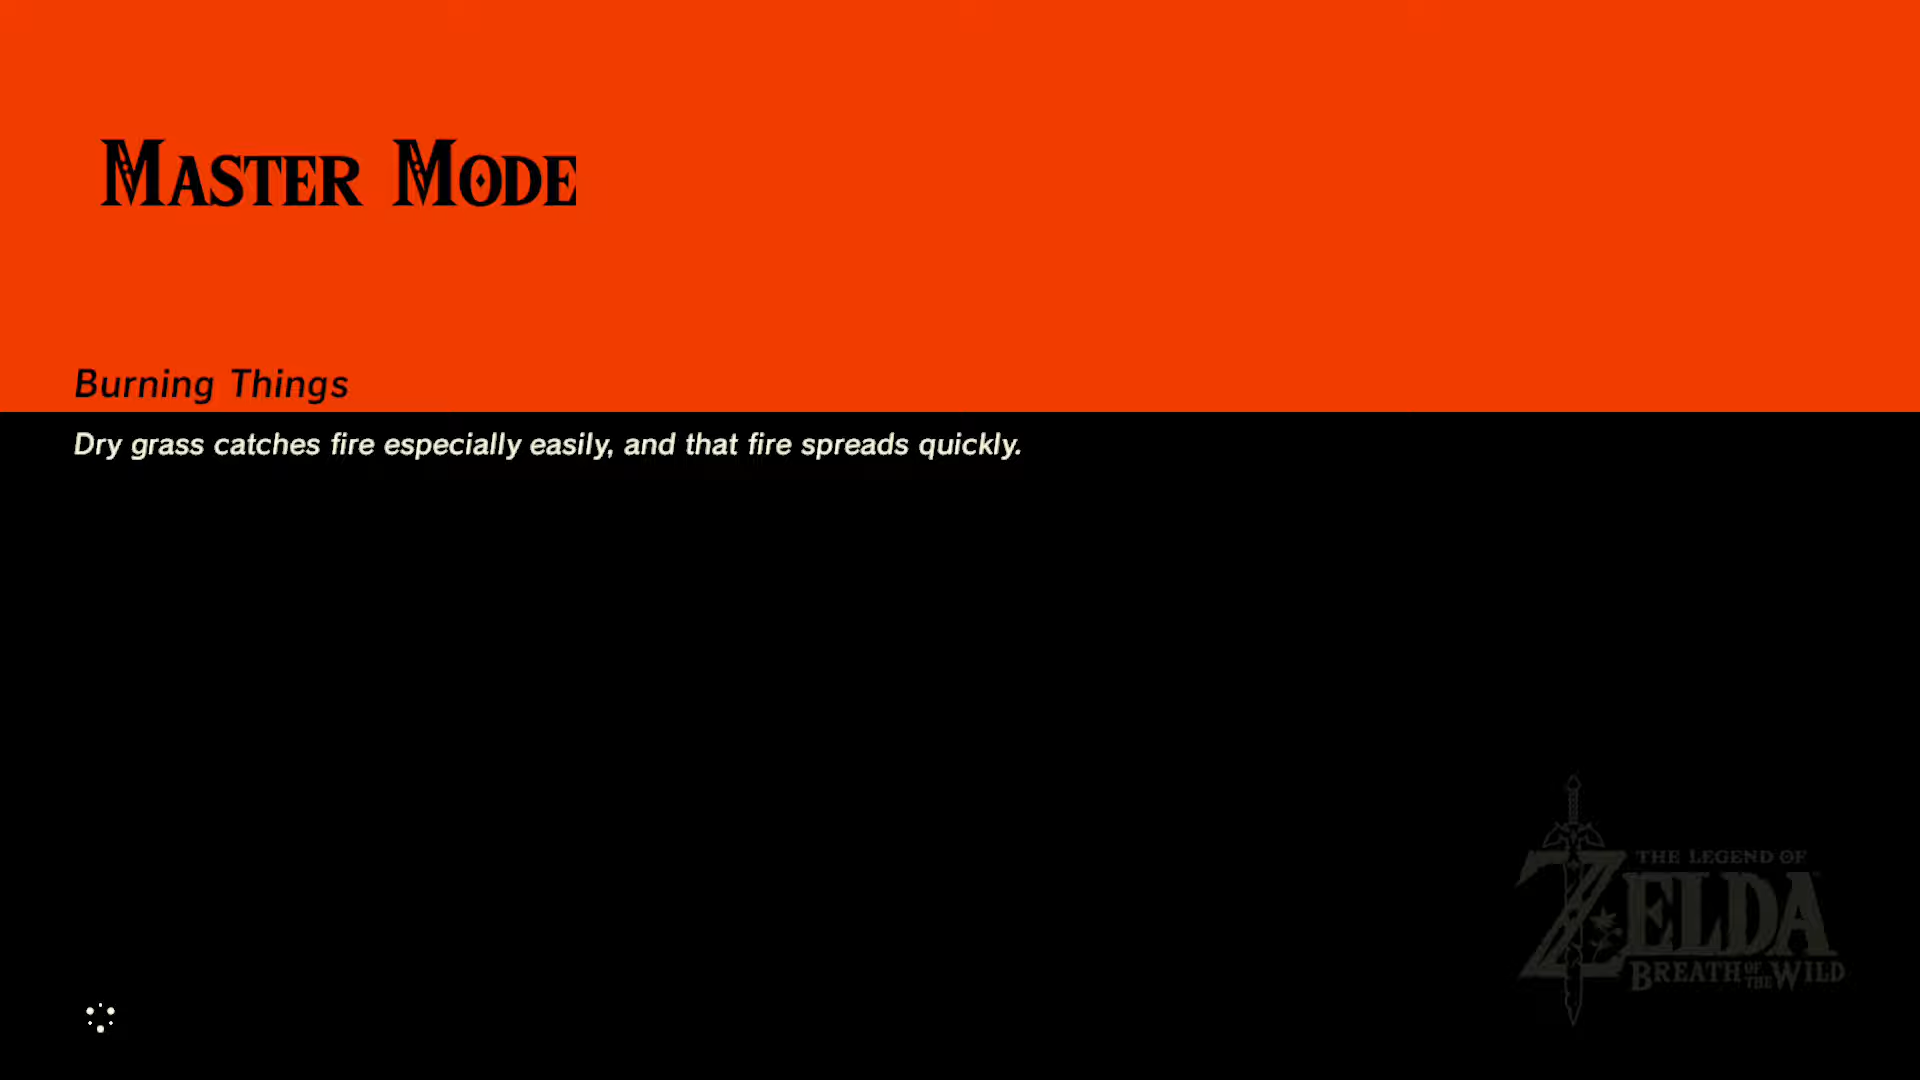 Master Mode
Burning Things
Dry grass catches fire especially easily, and that fire spreads quickly.
THE LEGEND OF
ZELDA
BREATH OF THE WILD